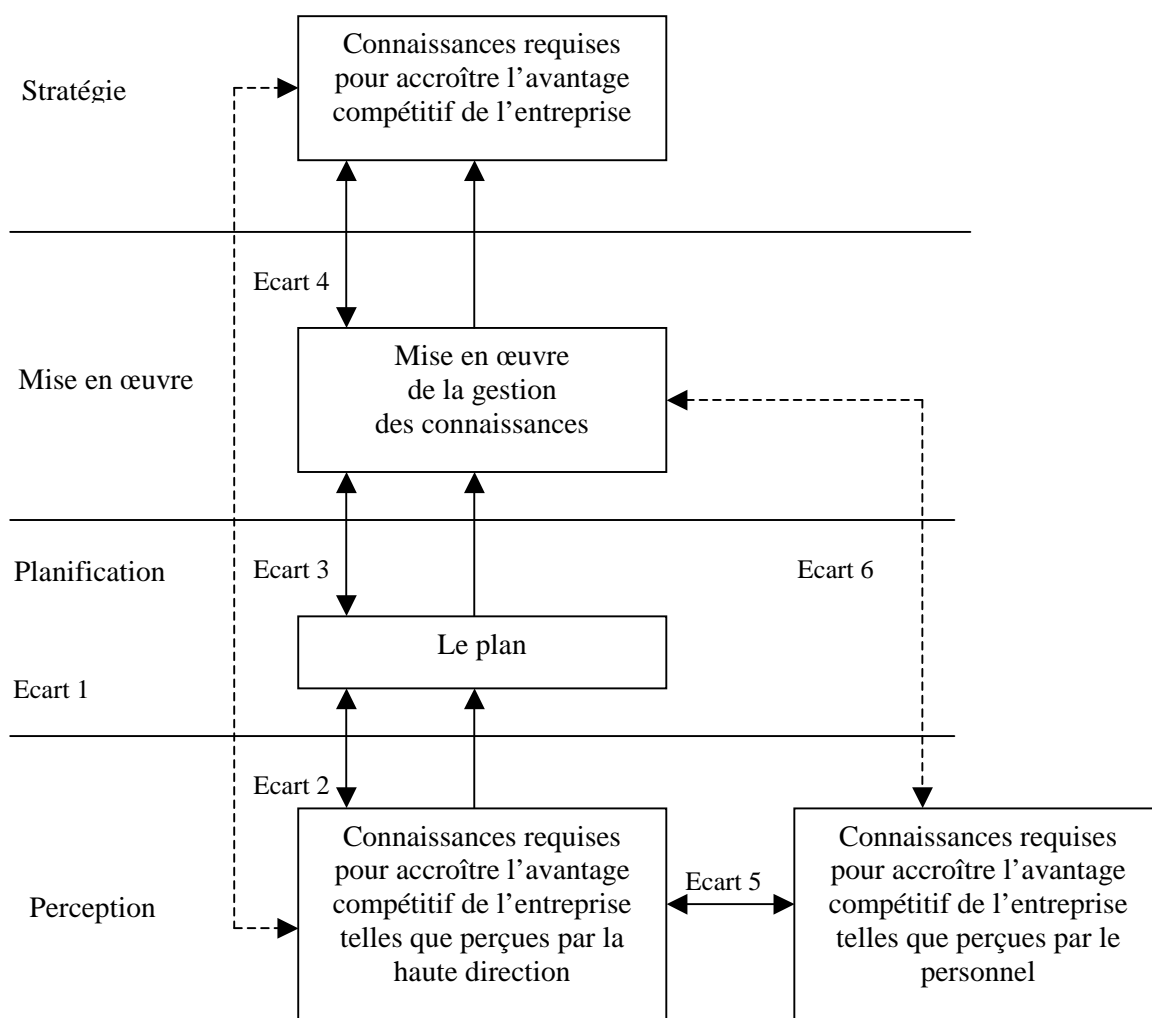 Connaissances requises
pour accroître l’avantage
compétitif de l’entreprise
Stratégie
Ecart 4
Mise en œuvre
Mise en œuvre
de la gestion
des connaissances
Planification
Ecart 3
Ecart 6
Le plan
Ecart 1
Ecart 2
Perception
Connaissances requises
pour accroître l’avantage
compétitif de l’entreprise
telles que perçues par la
haute direction
Ecart 5
Connaissances requises
pour accroître l’avantage
compétitif de l’entreprise
telles que perçues par le
personnel